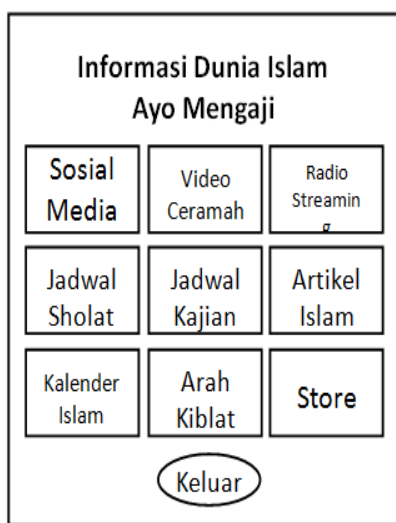 Informasi Dunia Islam
Ayo Mengaji
Sosial
Media
Video
Ceramah
Radio
Streamin
g
Jadwal
Sholat
Jadwal
Kajian
Artikel
Islam
Kalender
Islam
Arah
Kiblat
Store
Keluar